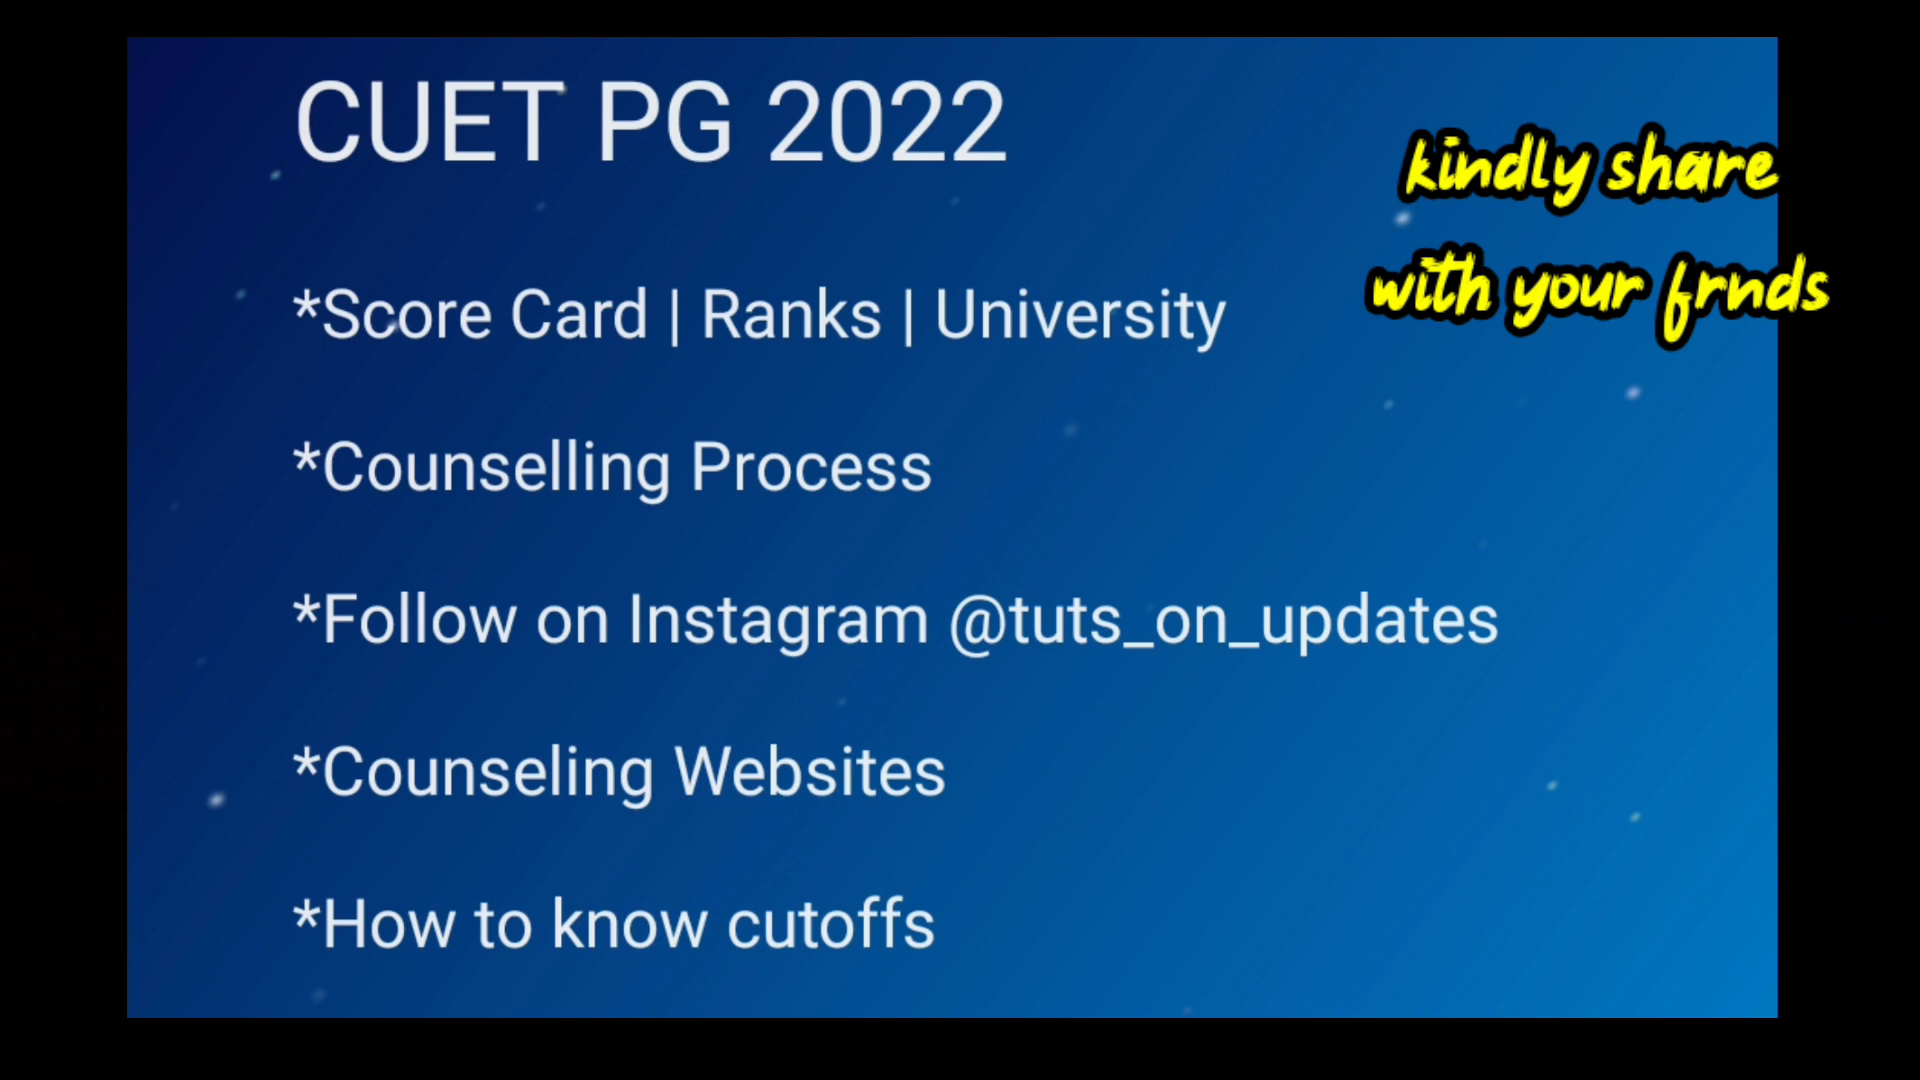 CUET PG 2022
kindly share
with your frnds
*Score Card | Ranks | University
*Counselling Process
*Follow on Instagram @tuts_on_updates
*Counseling Websites
*How to know cutoffs